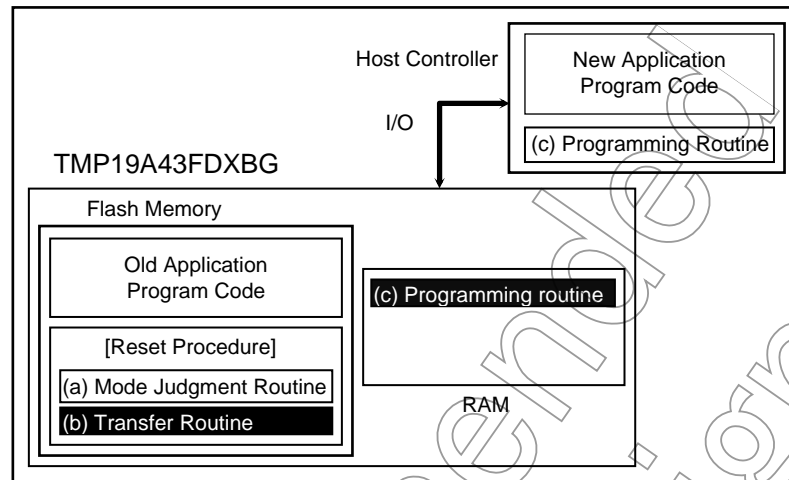 Host Controller
New Application
Program Code
I/O
(c) Programming Routine
TMP19A43FDXBG
Flash Memory
Old Application
Program Code
(c) Programming routine
[Reset Procedure]
(a) Mode Judgment Routine
(b) Transfer Routine
RAM